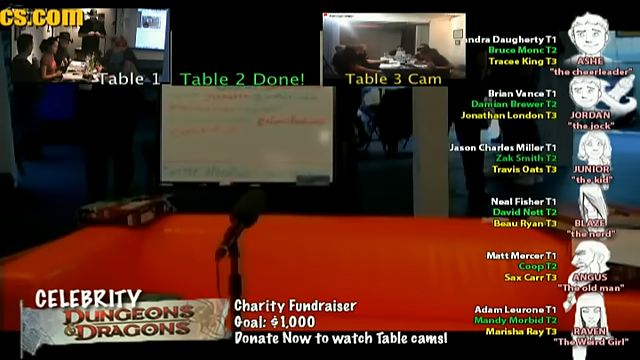 cs.com
Table 1
Table 2 Done!
Table 3 Cam
ndra Daugherty T1
Bruce Monc T2
Tracee King T3
ASHE
"the cheerleader"
Brian Vance T1
Damian Brewer T2
Jonathan London T3
JORDAN
"the jock"
Jason Charles Miller T1
Zak Smith T2
Travis Oats T3
JUNIOR
"the kid"
Neal Fisher T1
David Nett T2
Beau Ryan T3
BLAZE
"the nerd"
Matt Mercer T1
Coop T2
Sax Carr T3
ANGUS
"The old man"
Adam Leurone T1
Mandy Morbid T2
Marisha Ray T3
RAVEN
"The Weird Girl"
CELEBRITY
DUNGEONS
& DRAGONS
Charity Fundraiser
Goal: $1,000
Donate Now to watch Table cams!